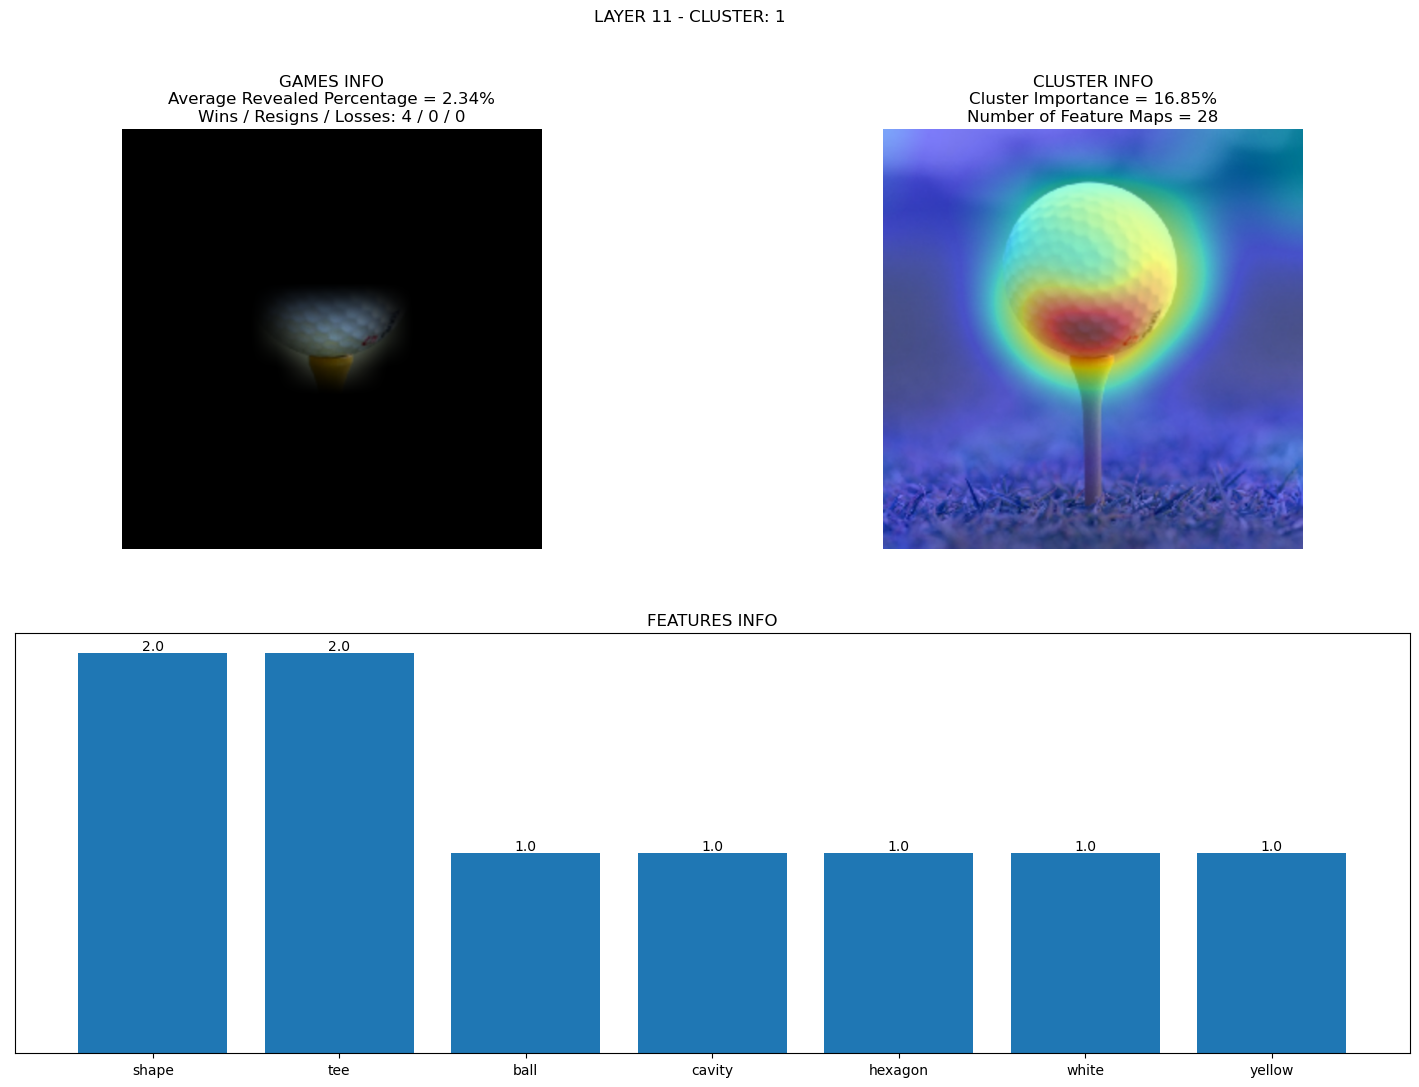 LAYER 11 - CLUSTER: 1
GAMES INFO
Average Revealed Percentage = 2.34%
Wins / Resigns / Losses: 4 / 0 / 0
CLUSTER INFO
Cluster Importance = 16.85%
Number of Feature Maps = 28
FEATURES INFO
2.0
2.0
1.0
1.0
1.0
1.0
1.0
shape
tee
ball
cavity
hexagon
white
yellow